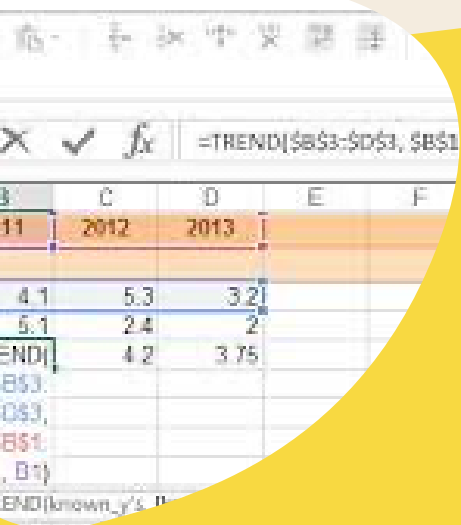 fx =TREND($B$3:$D$3, $B$1
B C D E F
11 2012 2013
4.1 5.3 3.2
5.1 2.4 2
END( 4.2 3.75
B$3:
$D$3,
$B$1:
, B1)
END(known_y's,